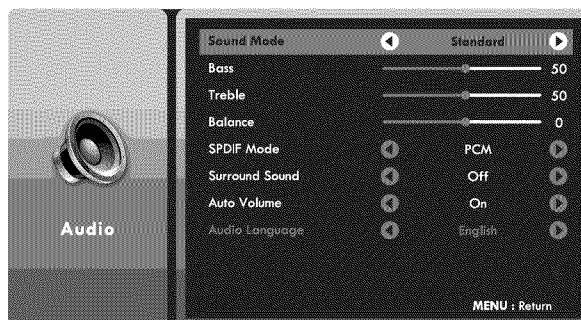 Audio
Sound Mode Standard
Bass 50
Treble 50
Balance 0
SPDIF Mode PCM
Surround Sound Off
Auto Volume On
Audio Language English
MENU : Return